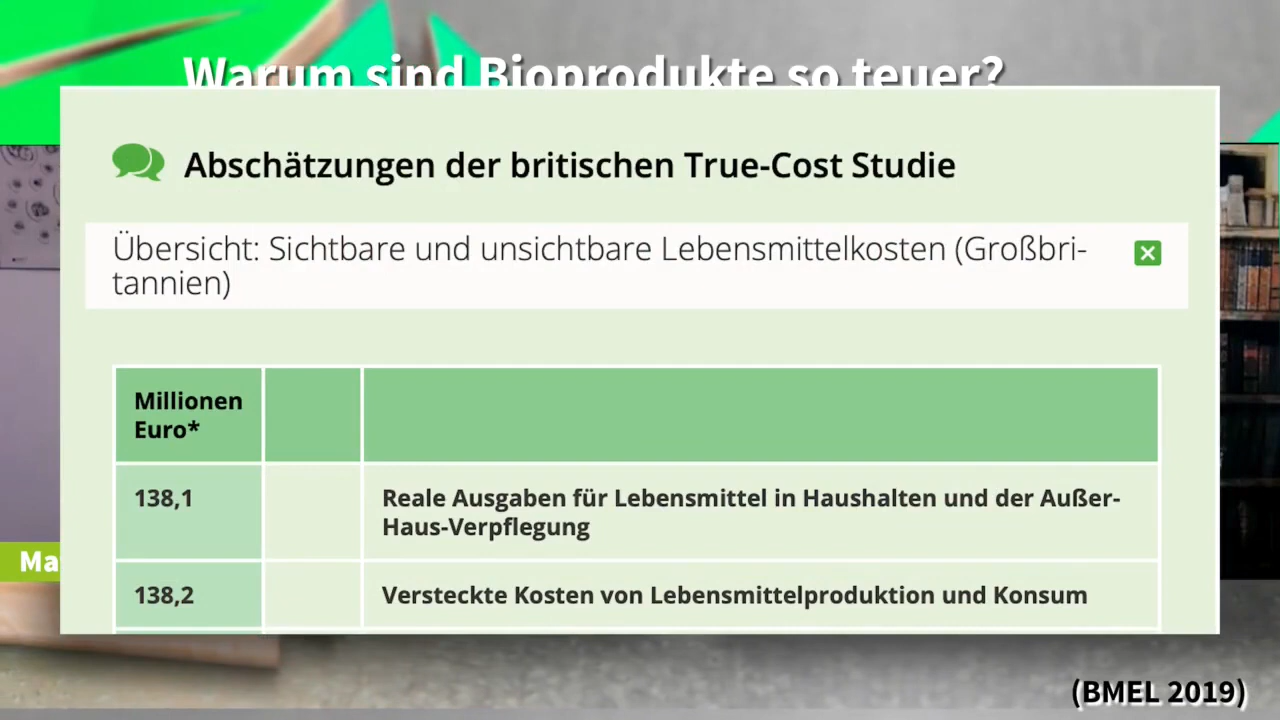 Warum sind Bioprodukte so teuer?
Abschätzungen der britischen True-Cost Studie
Übersicht: Sichtbare und unsichtbare Lebensmittelkosten (Großbri-
tannien)
Millionen
Euro*
138,1
Reale Ausgaben für Lebensmittel in Haushalten und der Außer-
Haus-Verpflegung
138,2
Versteckte Kosten von Lebensmittelproduktion und Konsum
(BMEL 2019)